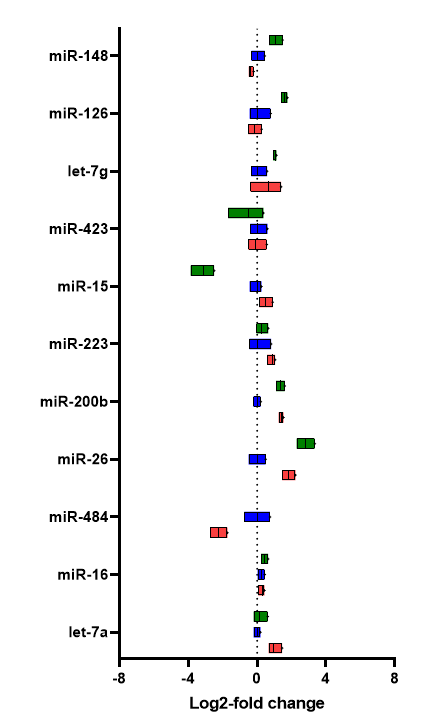 miR-148
miR-126
let-7g
miR-423
miR-15
miR-223
miR-200b
miR-26
miR-484
miR-16
let-7a
-8 -4 0 4 8
Log2-fold change